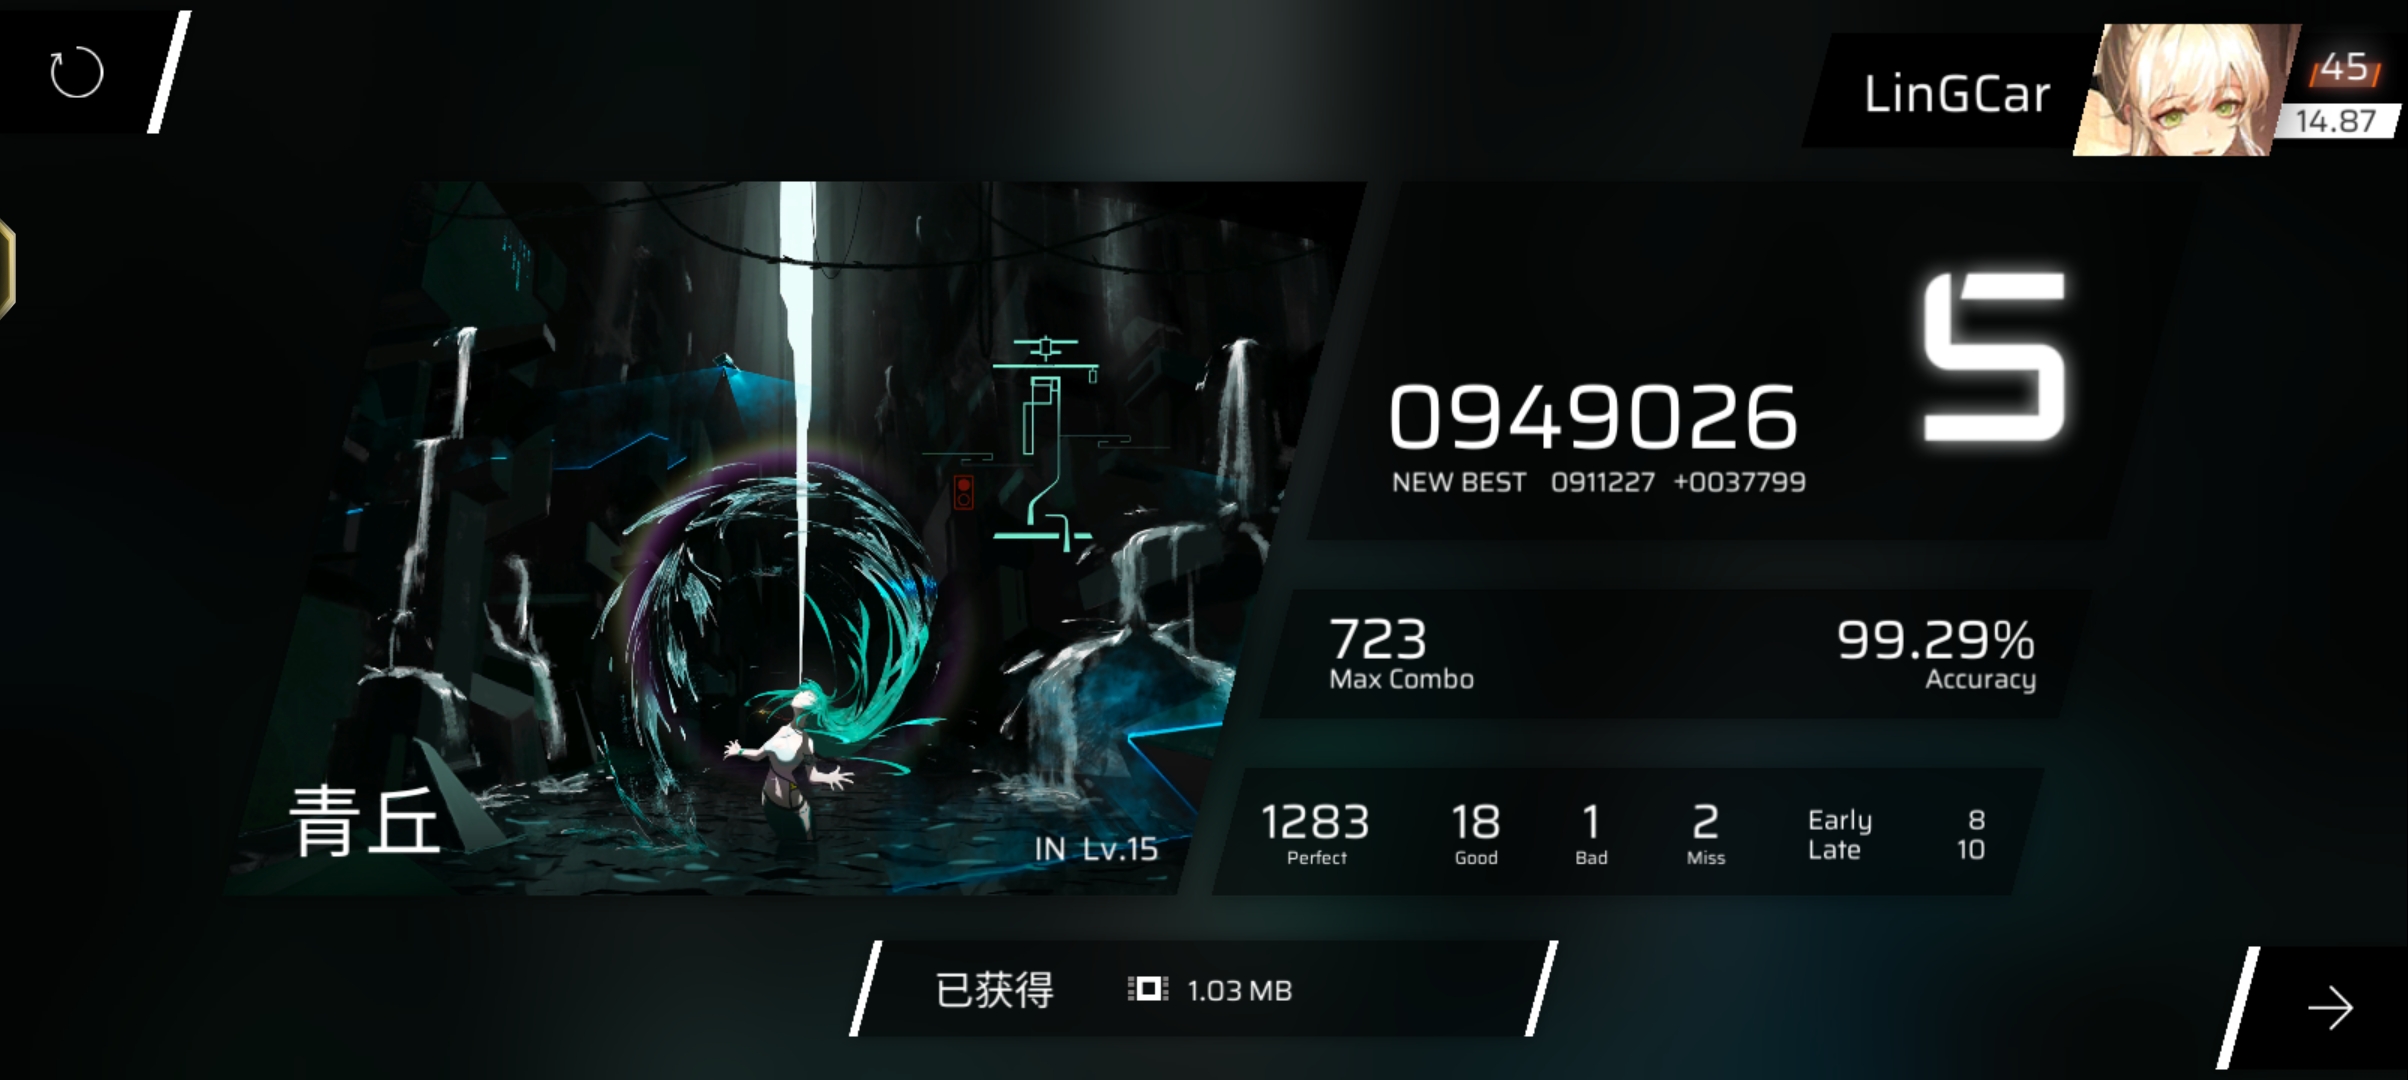 LinGCar
45
14.87
S
0949026
NEW BEST 0911227 +0037799
723
Max Combo
99.29%
Accuracy
1283
Perfect
18
Good
1
Bad
2
Miss
Early 8
Late 10
青丘
IN Lv.15
已获得 1.03 MB